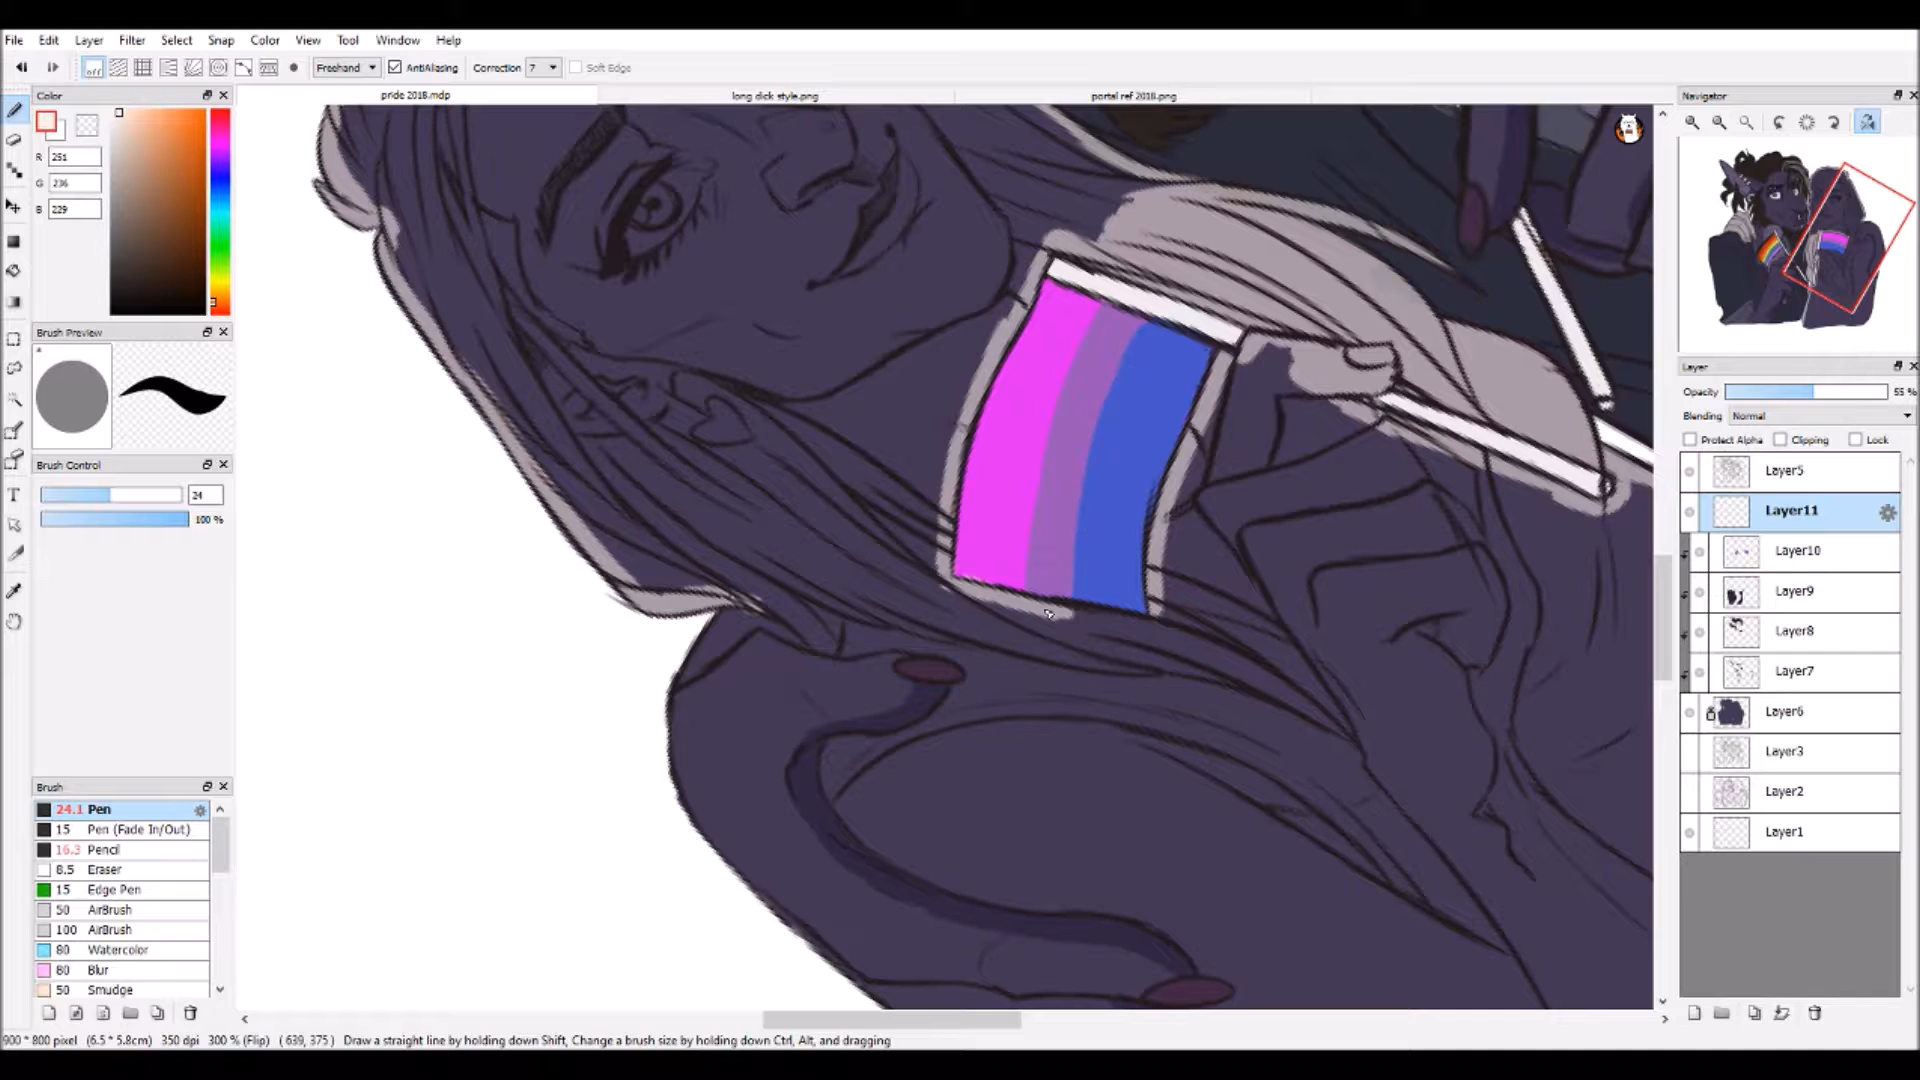 File Edit Layer Filter Select Snap Color View Tool Window Help
off Freehand AntiAliasing Correction 7 Soft Edge
Color
pride 2018.mdp
long dick style.png
portal ref 2018.png
Navigator
R 251
G 236
B 229
Brush Preview
Brush Control
24
100 %
Layer
Opacity 55 %
Blending Normal
Protect Alpha Clipping Lock
Layer5
Layer11
Layer10
Layer9
Layer8
Layer7
Layer6
Layer3
Layer2
Layer1
Brush
24.1 Pen
15 Pen (Fade In/Out)
16.3 Pencil
8.5 Eraser
15 Edge Pen
50 AirBrush
100 AirBrush
80 Watercolor
80 Blur
50 Smudge
T
900 * 800 pixel (6.5 * 5.8cm) 350 dpi 300 % (Flip) ( 639, 375 ) Draw a straight line by holding down Shift, Change a brush size by holding down Ctrl, Alt, and dragging